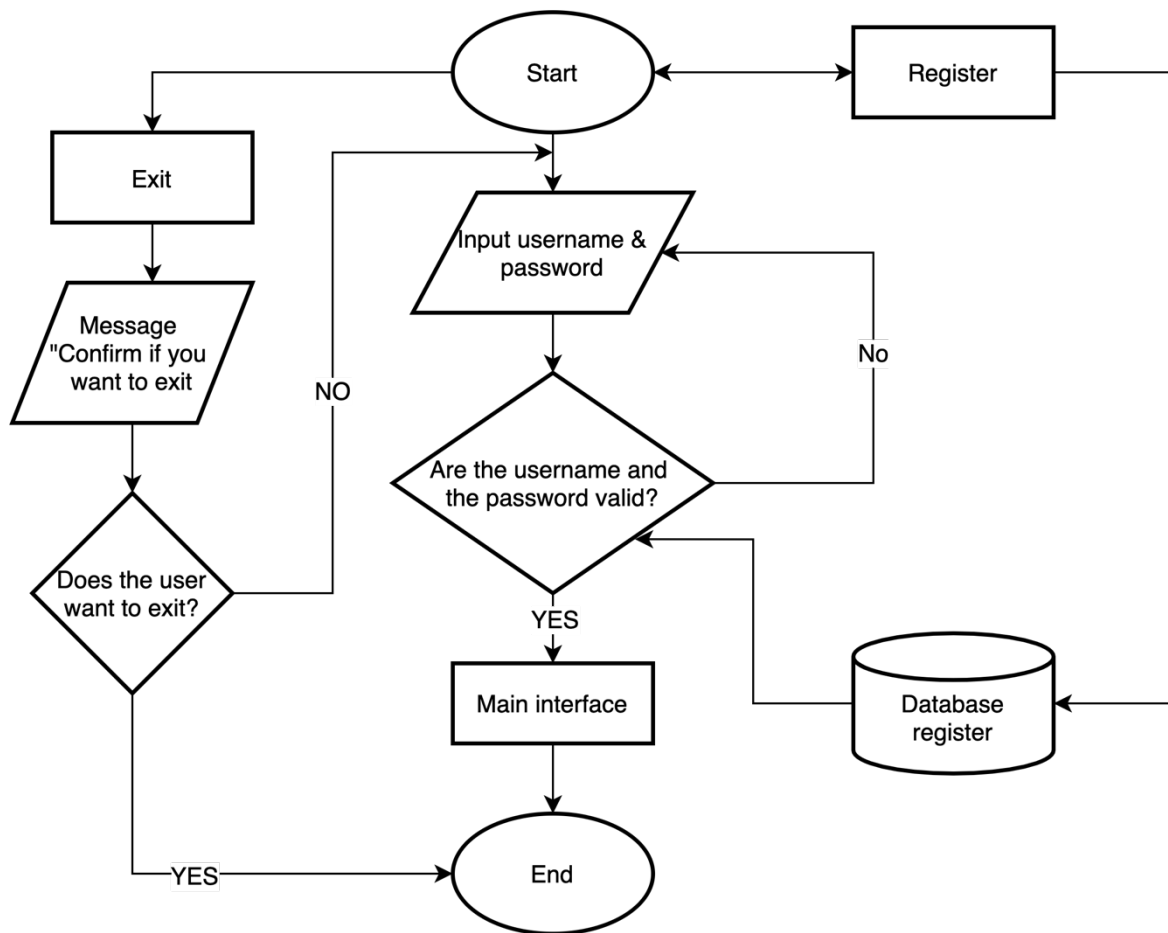 Start
Register
Exit
Input username &
password
Message
"Confirm if you
want to exit
NO
No
Are the username and
the password valid?
Does the user
want to exit?
YES
Main interface
Database
register
YES
End